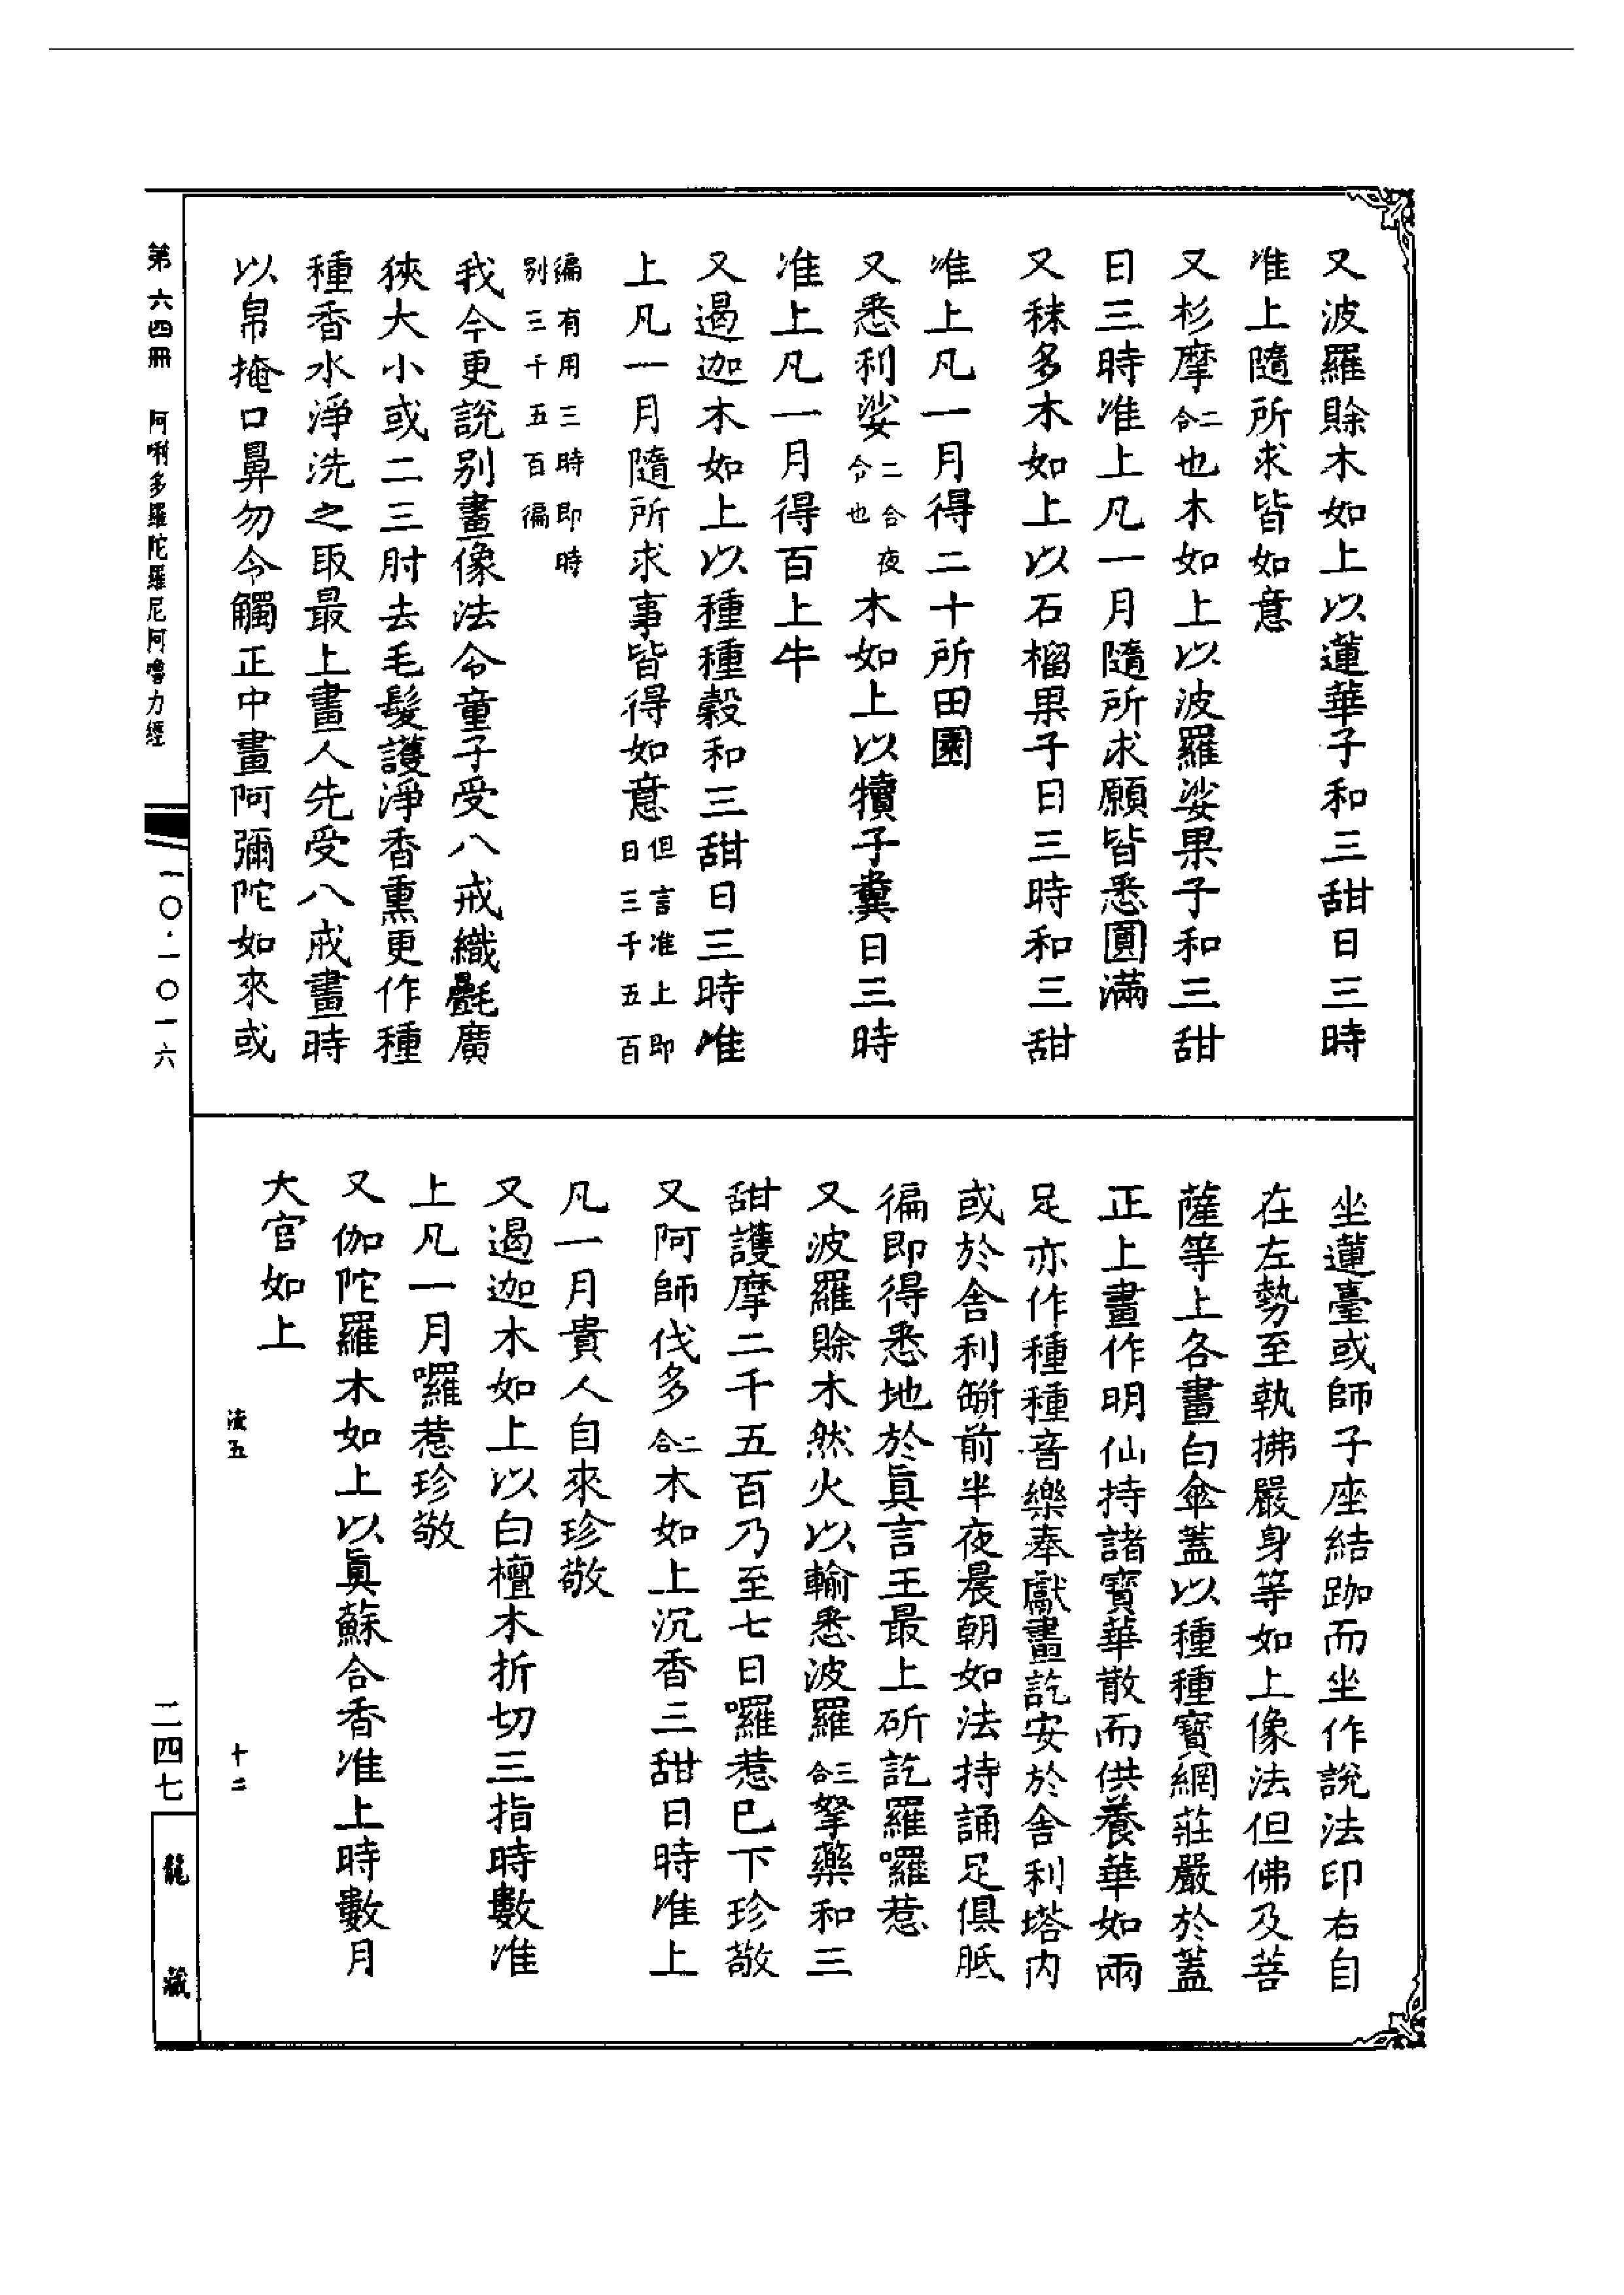 又波羅賒木如上以蓮華子和三甜日三時
准上隨所求皆如意
又杉摩二合也木如上以波羅娑果子和三甜
日三時准上凡一月隨所求願皆悉圓滿
又秣多木如上以石榴果子日三時和三甜
准上凡一月得二十所田園
又悉利娑二合夜合也木如上以犢子糞日三時
准上凡一月得百上牛
又遏迦木如上以種種穀和三甜日三時准
上凡一月隨所求事皆得如意但言准上即日三千五百
徧有用三時即時別三千五百徧
我今更說別畫像法令童子受八戒織㲲廣
狹大小或二三肘去毛髮護淨香熏更作種
種香水淨洗之取最上畫人先受八戒畫時
以帛掩口鼻勿令觸正中畫阿彌陀如來或
坐蓮臺或師子座結跏而坐作說法印右自
在左勢至執拂嚴身等如上像法但佛及菩
薩等上各畫白傘蓋以種種寶網莊嚴於蓋
正上畫作明仙持諸寶華散而供養華如兩
足亦作種種音樂奉獻畫訖安於舍利塔內
或於舍利缾前半夜晨朝如法持誦足俱胝
徧即得悉地於眞言王最上斫訖羅囉惹
又波羅賒木然火以輸悉波羅三合拏藥和三
甜護摩二千五百乃至七日囉惹巳下珍敬
又阿師伐多二合木如上沉香三甜日時准上
凡一月貴人自來珍敬
又遏迦木如上以白檀木折切三指時數准
上凡一月囉惹珍敬
又伽陀羅木如上以眞蘇合香准上時數月
大官如上
五 十二
第六四冊 阿唎多羅陀羅尼阿嚕力經
一〇·一〇一六
二四七
龍藏